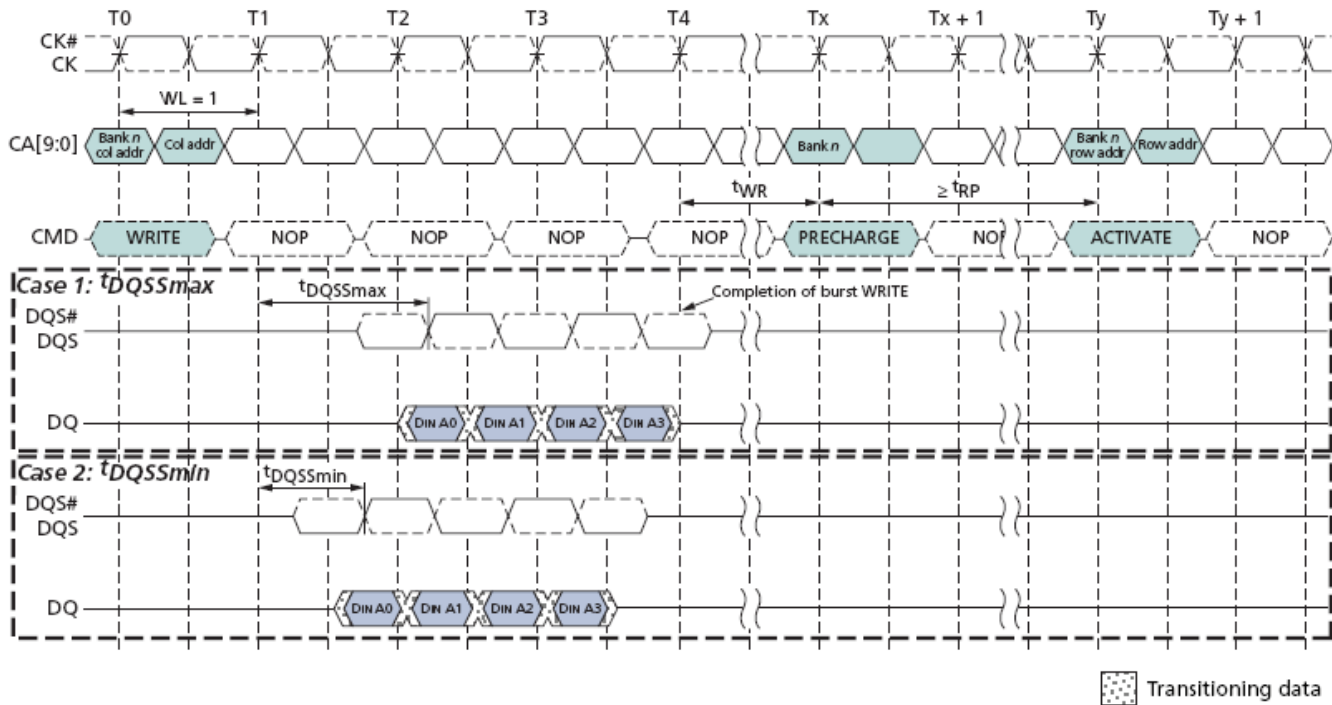 T0 T1 T2 T3 T4 Tx Tx + 1 Ty Ty + 1
CK#
CK
WL = 1
CA[9:0] Bank n col addr Col addr Bank n Bank n row addr Row addr
tWR ≥ tRP
CMD WRITE NOP NOP NOP NOP PRECHARGE NOP ACTIVATE NOP
Case 1: tDQSSmax
tDQSSmax Completion of burst WRITE
DQS#
DQS
DQ DIN A0 DIN A1 DIN A2 DIN A3
Case 2: tDQSSmin
tDQSSmin
DQS#
DQS
DQ DIN A0 DIN A1 DIN A2 DIN A3
Transitioning data